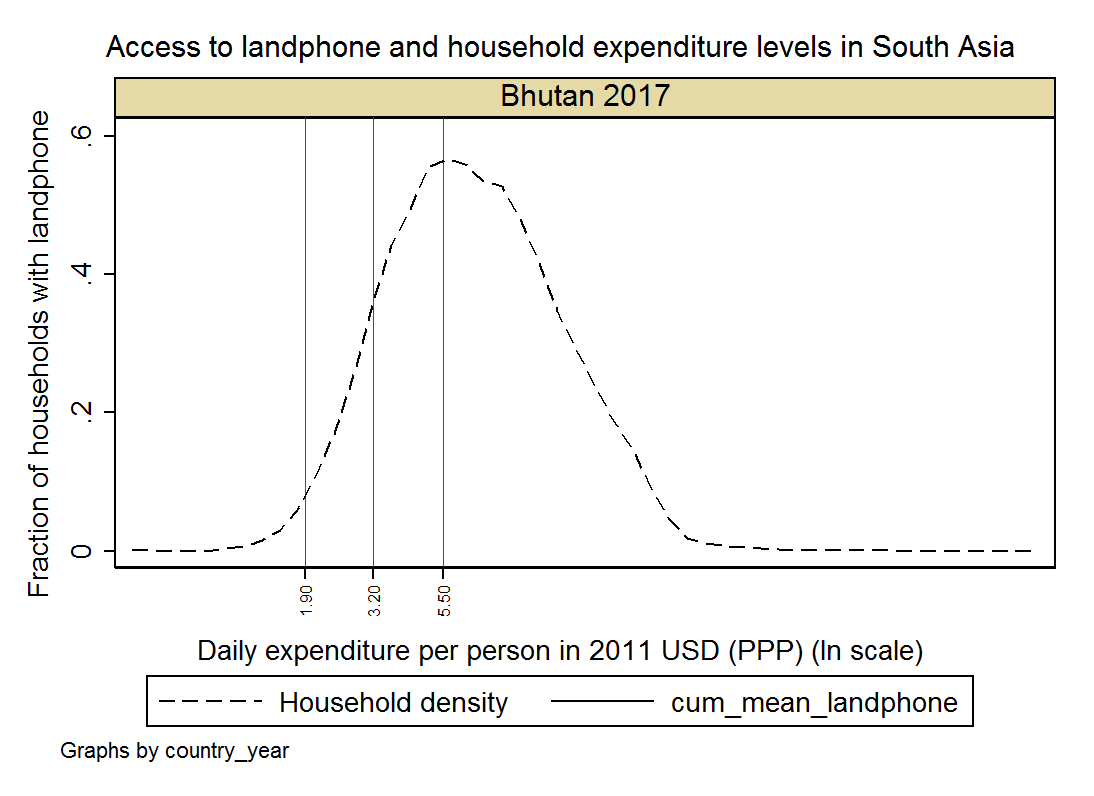 Access to landphone and household expenditure levels in South Asia
Bhutan 2017
Fraction of households with landphone
.6
.4
.2
0
1.90
3.20
5.50
Daily expenditure per person in 2011 USD (PPP) (ln scale)
Household density
cum_mean_landphone
Graphs by country_year